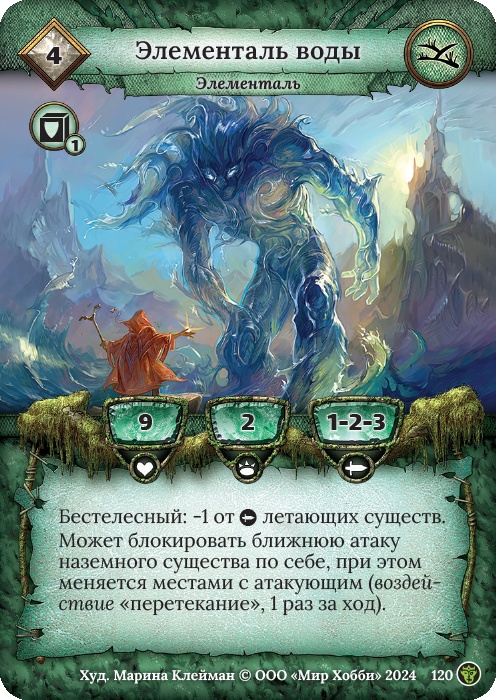 4
Элементаль воды
Элементаль
1
9
2
1-2-3
Бестелесный: -1 от летающих существ.
Может блокировать ближнюю атаку
наземного существа по себе, при этом
меняется местами с атакующим (воздей-
ствие «перетекание», 1 раз за ход).
Худ. Марина Клейман © ООО «Мир Хобби» 2024 120